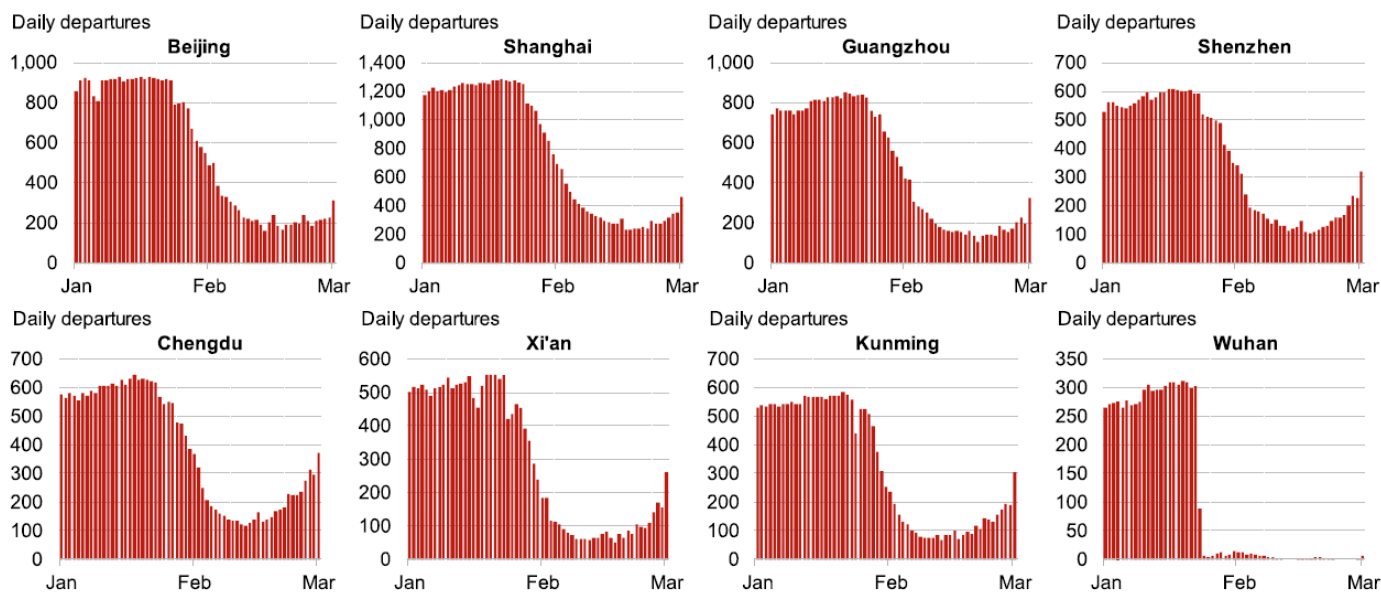 Daily departures
Beijing
1,000
800
600
400
200
0
Jan Feb Mar
Daily departures
Shanghai
1,400
1,200
1,000
800
600
400
200
0
Jan Feb Mar
Daily departures
Guangzhou
1,000
800
600
400
200
0
Jan Feb Mar
Daily departures
Shenzhen
700
600
500
400
300
200
100
0
Jan Feb Mar
Daily departures
Chengdu
700
600
500
400
300
200
100
0
Jan Feb Mar
Daily departures
Xi'an
600
500
400
300
200
100
0
Jan Feb Mar
Daily departures
Kunming
700
600
500
400
300
200
100
0
Jan Feb Mar
Daily departures
Wuhan
350
300
250
200
150
100
50
0
Jan Feb Mar